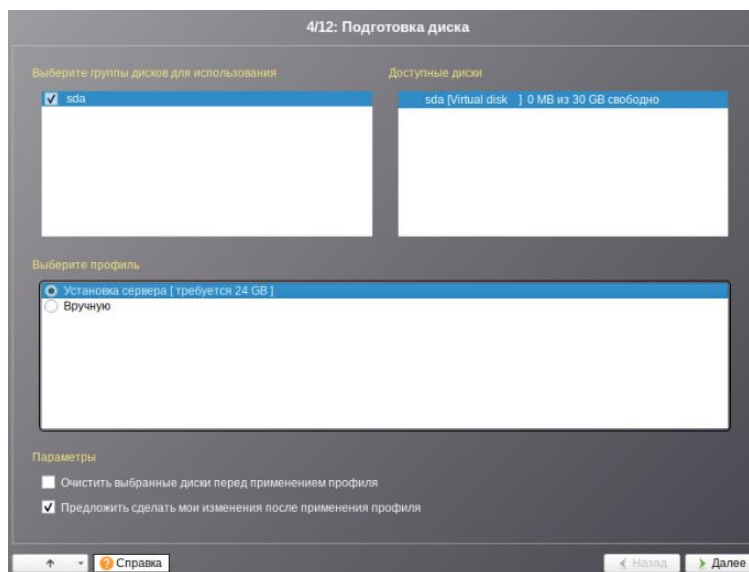 4/12: Подготовка диска
Выберите группы дисков для использования
Доступные диски
sda
sda [Virtual disk ] 0 MB из 30 GB свободно
Выберите профиль
Установка сервера [ требуется 24 GB ]
Вручную
Параметры
Очистить выбранные диски перед применением профиля
Предложить сделать мои изменения после применения профиля
Справка
Назад
Далее